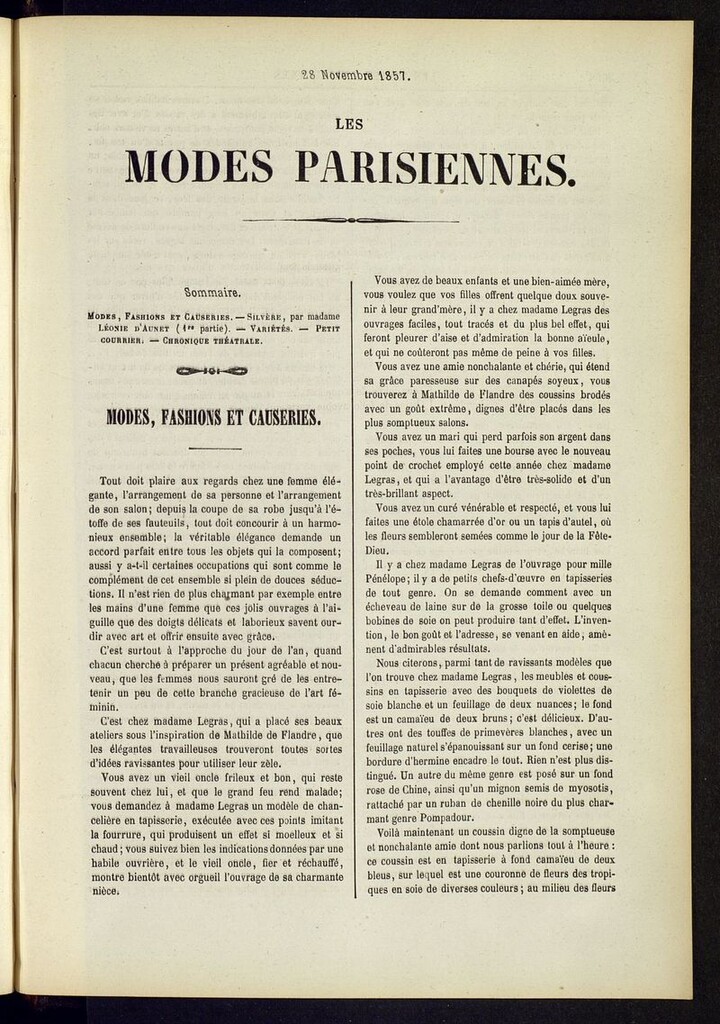 28 Novembre 1857.
LES
MODES PARISIENNES.
Sommaire.
MODES, FASHIONS ET CAUSERIES. — SILVÈRE, par madame
LÉONIE D'AUNET (1re partie). — VARIÉTÉS. — PETIT
COURRIER. — CHRONIQUE THÉATRALE.
MODES, FASHIONS ET CAUSERIES.
Tout doit plaire aux regards chez une femme élé-
gante, l'arrangement de sa personne et l'arrangement
de son salon; depuis la coupe de sa robe jusqu'à l'é-
toffe de ses fauteuils, tout doit concourir à un harmo-
nieux ensemble; la véritable élégance demande un
accord parfait entre tous les objets qui la composent;
aussi y a-t-il certaines occupations qui sont comme le
complément de cet ensemble si plein de douces séduc-
tions. Il n'est rien de plus charmant par exemple entre
les mains d'une femme que ces jolis ouvrages à l'ai-
guille que des doigts délicats et laborieux savent our-
dir avec art et offrir ensuite avec grâce.
C'est surtout à l'approche du jour de l'an, quand
chacun cherche à préparer un présent agréable et nou-
veau, que les femmes nous sauront gré de les entre-
tenir un peu de cette branche gracieuse de l'art fé-
minin.
C'est chez madame Legras, qui a placé ses beaux
ateliers sous l'inspiration de Mathilde de Flandre, que
les élégantes travailleuses trouveront toutes sortes
d'idées ravissantes pour utiliser leur zèle.
Vous avez un vieil oncle frileux et bon, qui reste
souvent chez lui, et que le grand feu rend malade;
vous demandez à madame Legras un modèle de chan-
celière en tapisserie, exécutée avec ces points imitant
la fourrure, qui produisent un effet si moelleux et si
chaud; vous suivez bien les indications données par une
habile ouvrière, et le vieil oncle, fier et réchauffé,
montre bientôt avec orgueil l'ouvrage de sa charmante
nièce.
Vous avez de beaux enfants et une bien-aimée mère,
vous voulez que vos filles offrent quelque doux souve-
nir à leur grand'mère, il y a chez madame Legras des
ouvrages faciles, tout tracés et du plus bel effet, qui
feront pleurer d'aise et d'admiration la bonne aïeule,
et qui ne coûteront pas même de peine à vos filles.
Vous avez une amie nonchalante et chérie, qui étend
sa grâce paresseuse sur des canapés soyeux, vous
trouverez à Mathilde de Flandre des coussins brodés
avec un goût extrême, dignes d'être placés dans les
plus somptueux salons.
Vous avez un mari qui perd parfois son argent dans
ses poches, vous lui faites une bourse avec le nouveau
point de crochet employé cette année chez madame
Legras, et qui a l'avantage d'être très-solide et d'un
très-brillant aspect.
Vous avez un curé vénérable et respecté, et vous lui
faites une étole chamarrée d'or ou un tapis d'autel, où
les fleurs sembleront semées comme le jour de la Fête-
Dieu.
Il y a chez madame Legras de l'ouvrage pour mille
Pénélope; il y a de petits chefs-d'œuvre en tapisseries
de tout genre. On se demande comment avec un
écheveau de laine sur de la grosse toile ou quelques
bobines de soie on peut produire tant d'effet. L'inven-
tion, le bon goût et l'adresse, se venant en aide, amè-
nent d'admirables résultats.
Nous citerons, parmi tant de ravissants modèles que
l'on trouve chez madame Legras, les meubles et cous-
sins en tapisserie avec des bouquets de violettes de
soie blanche et un feuillage de deux nuances; le fond
est un camaïeu de deux bruns; c'est délicieux. D'au-
tres ont des touffes de primevères blanches, avec un
feuillage naturel s'épanouissant sur un fond cerise; une
bordure d'hermine encadre le tout. Rien n'est plus dis-
tingué. Un autre du même genre est posé sur un fond
rose de Chine, ainsi qu'un mignon semis de myosotis,
rattaché par un ruban de chenille noire du plus char-
mant genre Pompadour.
Voilà maintenant un coussin digne de la somptueuse
et nonchalante amie dont nous parlions tout à l'heure :
ce coussin est en tapisserie à fond camaïeu de deux
bleus, sur lequel est une couronne de fleurs des tropi-
ques en soie de diverses couleurs; au milieu des fleurs